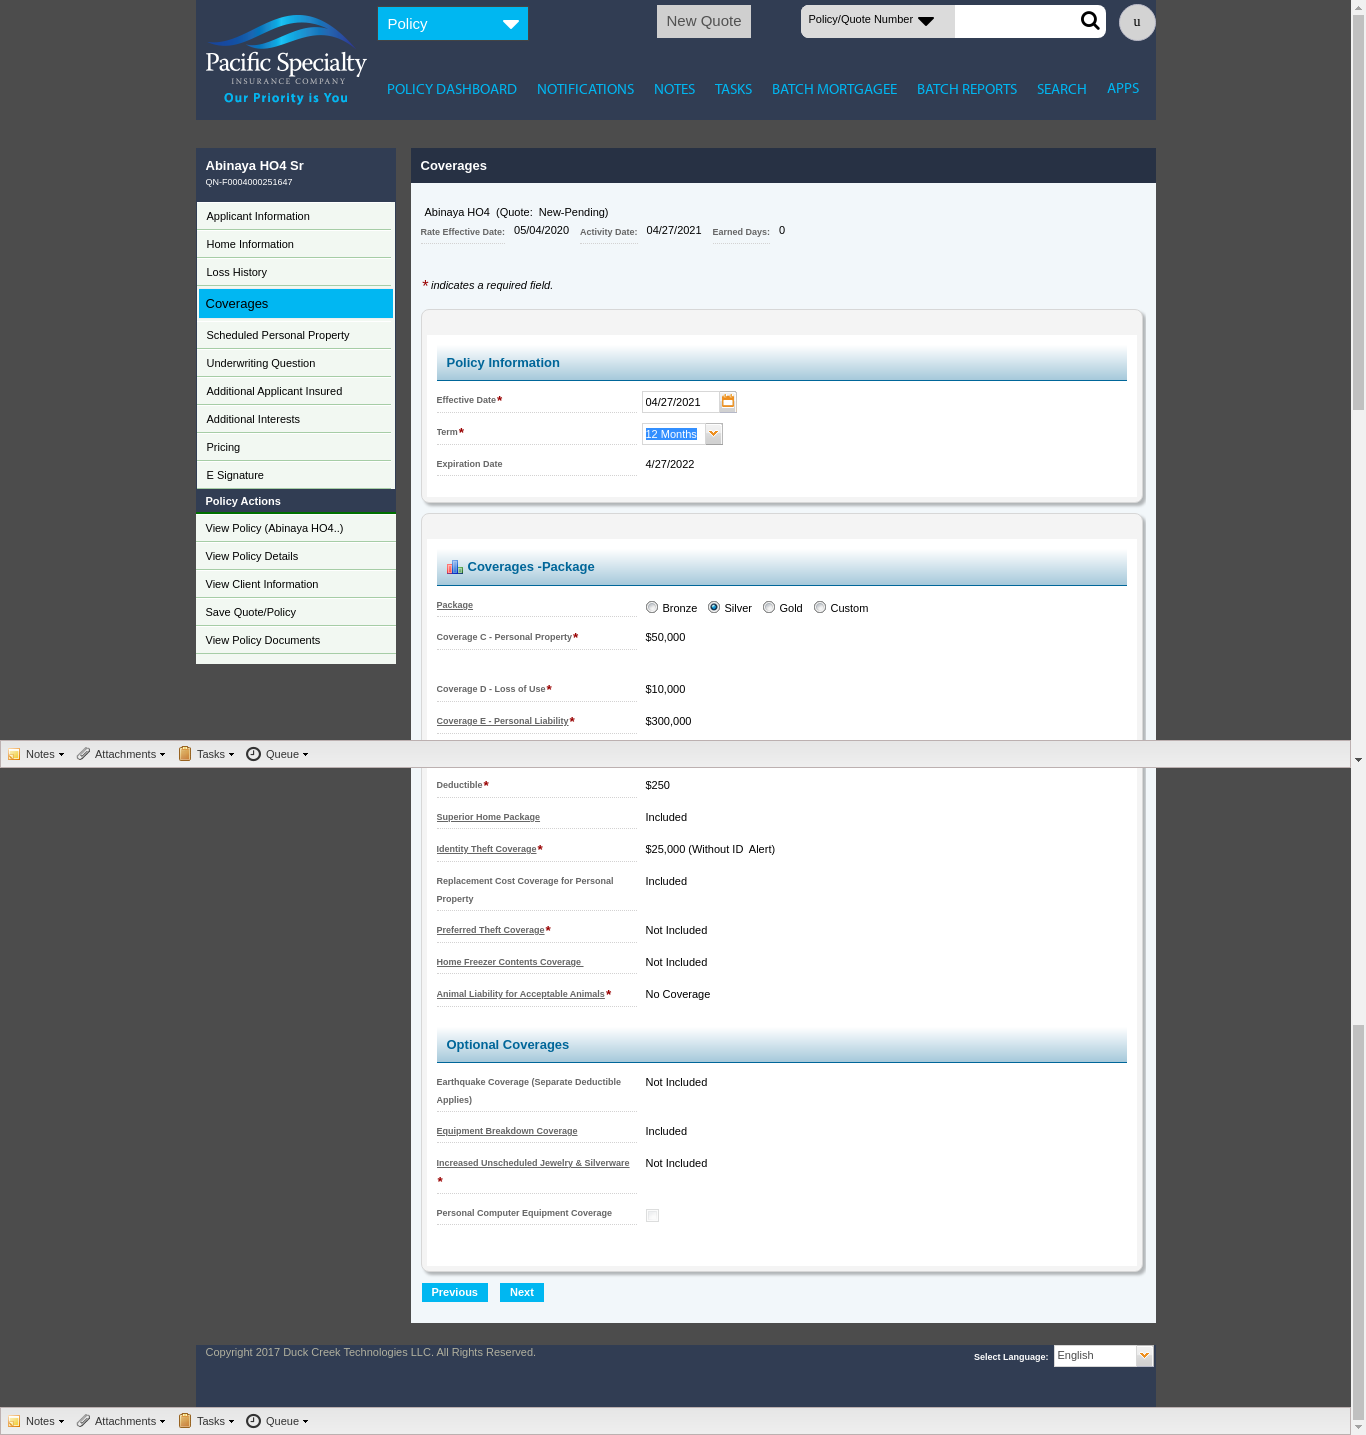 Policy
New Quote
Policy/Quote Number
u
Pacific Specialty
INSURANCE COMPANY
Our Priority is You
POLICY DASHBOARD NOTIFICATIONS NOTES TASKS BATCH MORTGAGEE BATCH REPORTS SEARCH APPS
Abinaya HO4 Sr
QN-F0004000251647
Applicant Information
Home Information
Loss History
Coverages
Scheduled Personal Property
Underwriting Question
Additional Applicant Insured
Additional Interests
Pricing
E Signature
Policy Actions
View Policy (Abinaya HO4..)
View Policy Details
View Client Information
Save Quote/Policy
View Policy Documents
Coverages
Abinaya HO4 (Quote: New-Pending)
Rate Effective Date: 05/04/2020 Activity Date: 04/27/2021 Earned Days: 0
* indicates a required field.
Policy Information
Effective Date* 04/27/2021
Term* 12 Months
Expiration Date 4/27/2022
Coverages -Package
Package Bronze Silver Gold Custom
Coverage C - Personal Property* $50,000
Coverage D - Loss of Use* $10,000
Coverage E - Personal Liability* $300,000
Notes Attachments Tasks Queue
Deductible* $250
Superior Home Package Included
Identity Theft Coverage* $25,000 (Without ID Alert)
Replacement Cost Coverage for Personal Included
Property
Preferred Theft Coverage* Not Included
Home Freezer Contents Coverage Not Included
Animal Liability for Acceptable Animals* No Coverage
Optional Coverages
Earthquake Coverage (Separate Deductible Not Included
Applies)
Equipment Breakdown Coverage Included
Increased Unscheduled Jewelry & Silverware Not Included
*
Personal Computer Equipment Coverage
Previous Next
Copyright 2017 Duck Creek Technologies LLC. All Rights Reserved.
Select Language: English
Notes Attachments Tasks Queue